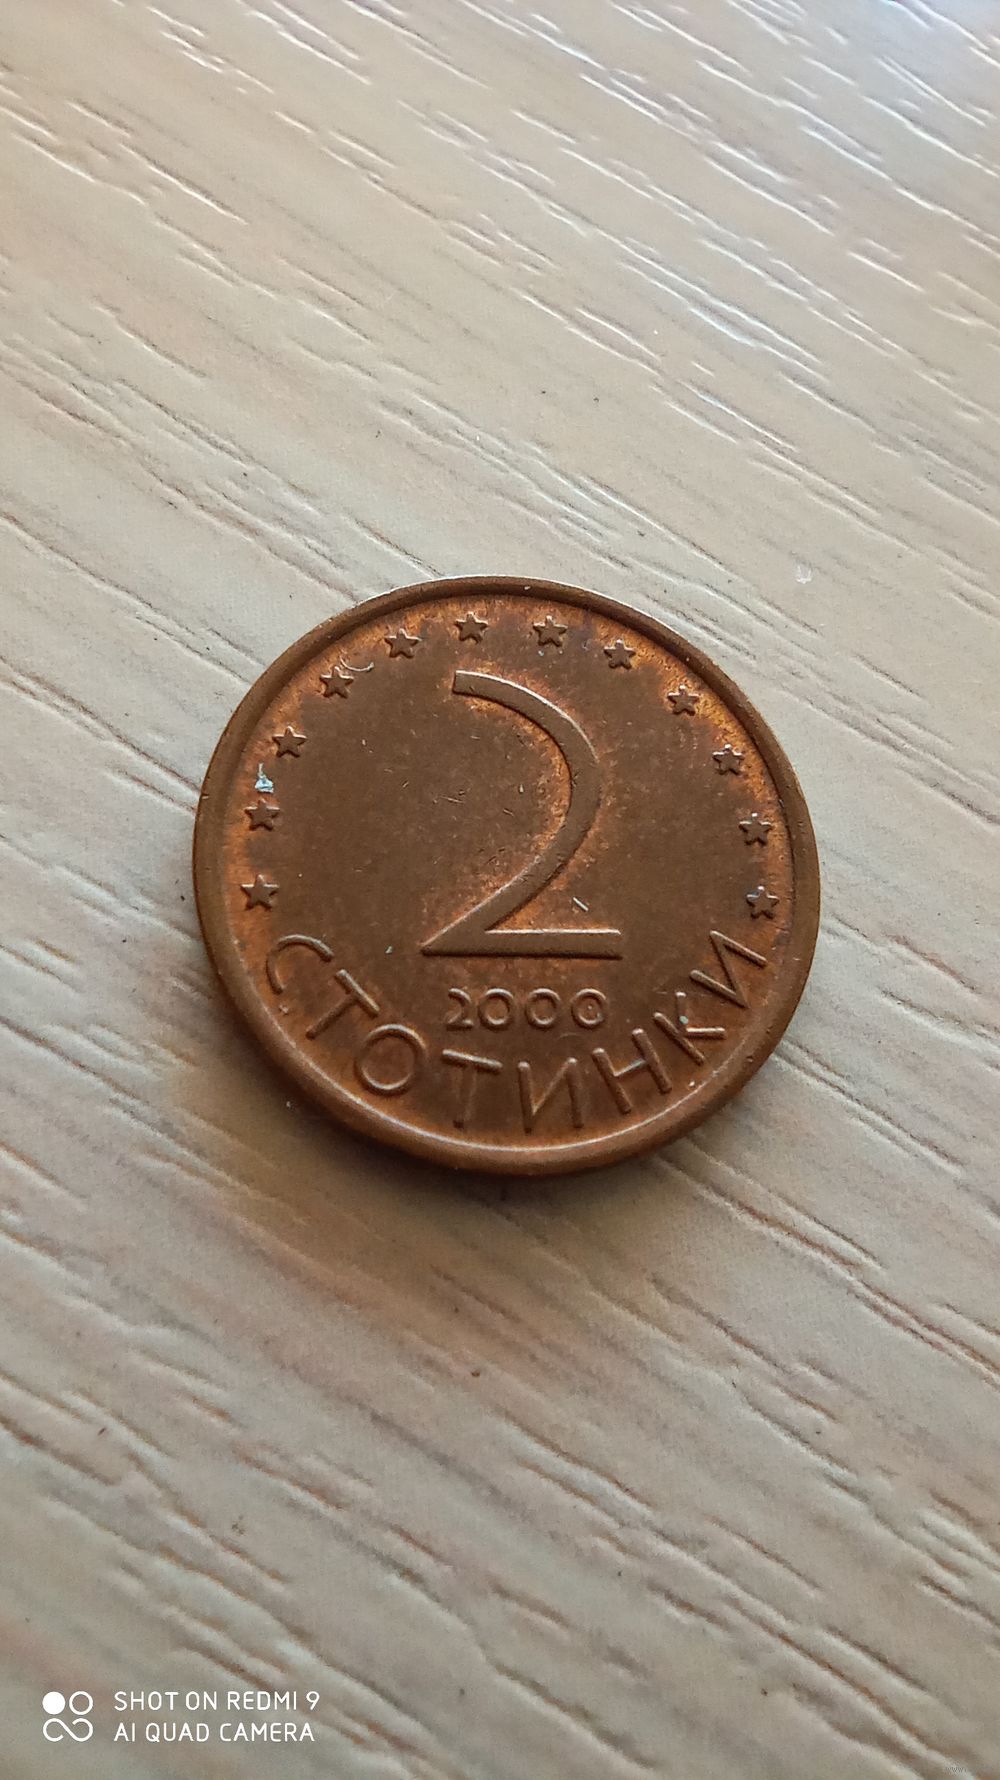 2
2000
СТОТИНКИ
SHOT ON REDMI 9
AI QUAD CAMERA